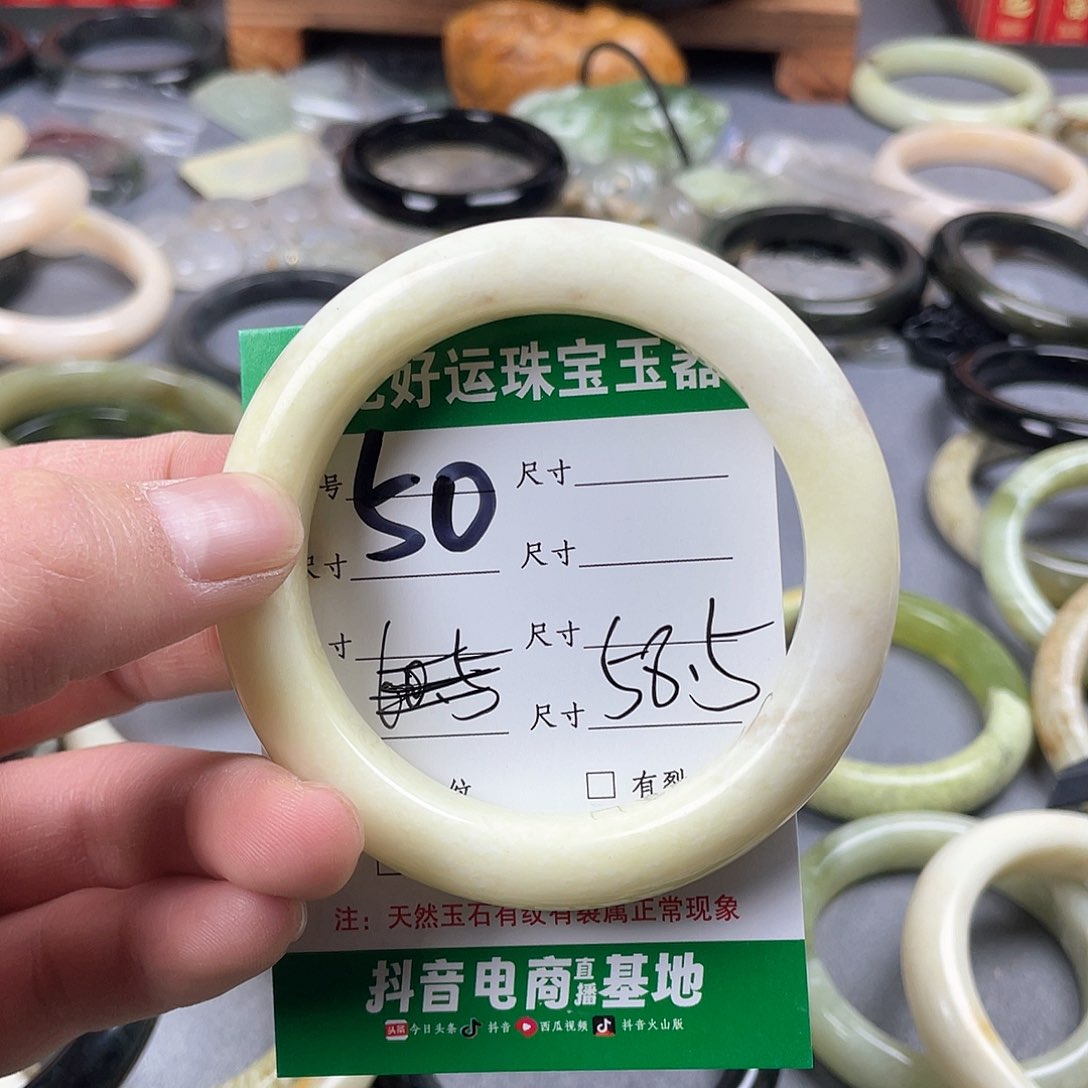 好运珠宝玉器
号 50 尺寸
尺寸 尺寸
寸 尺寸 58.5
尺寸
纹 有裂
注：天然玉石有纹有裂属正常现象
抖音电商直播基地
头条 今日头条 抖音 西瓜视频 抖音火山版